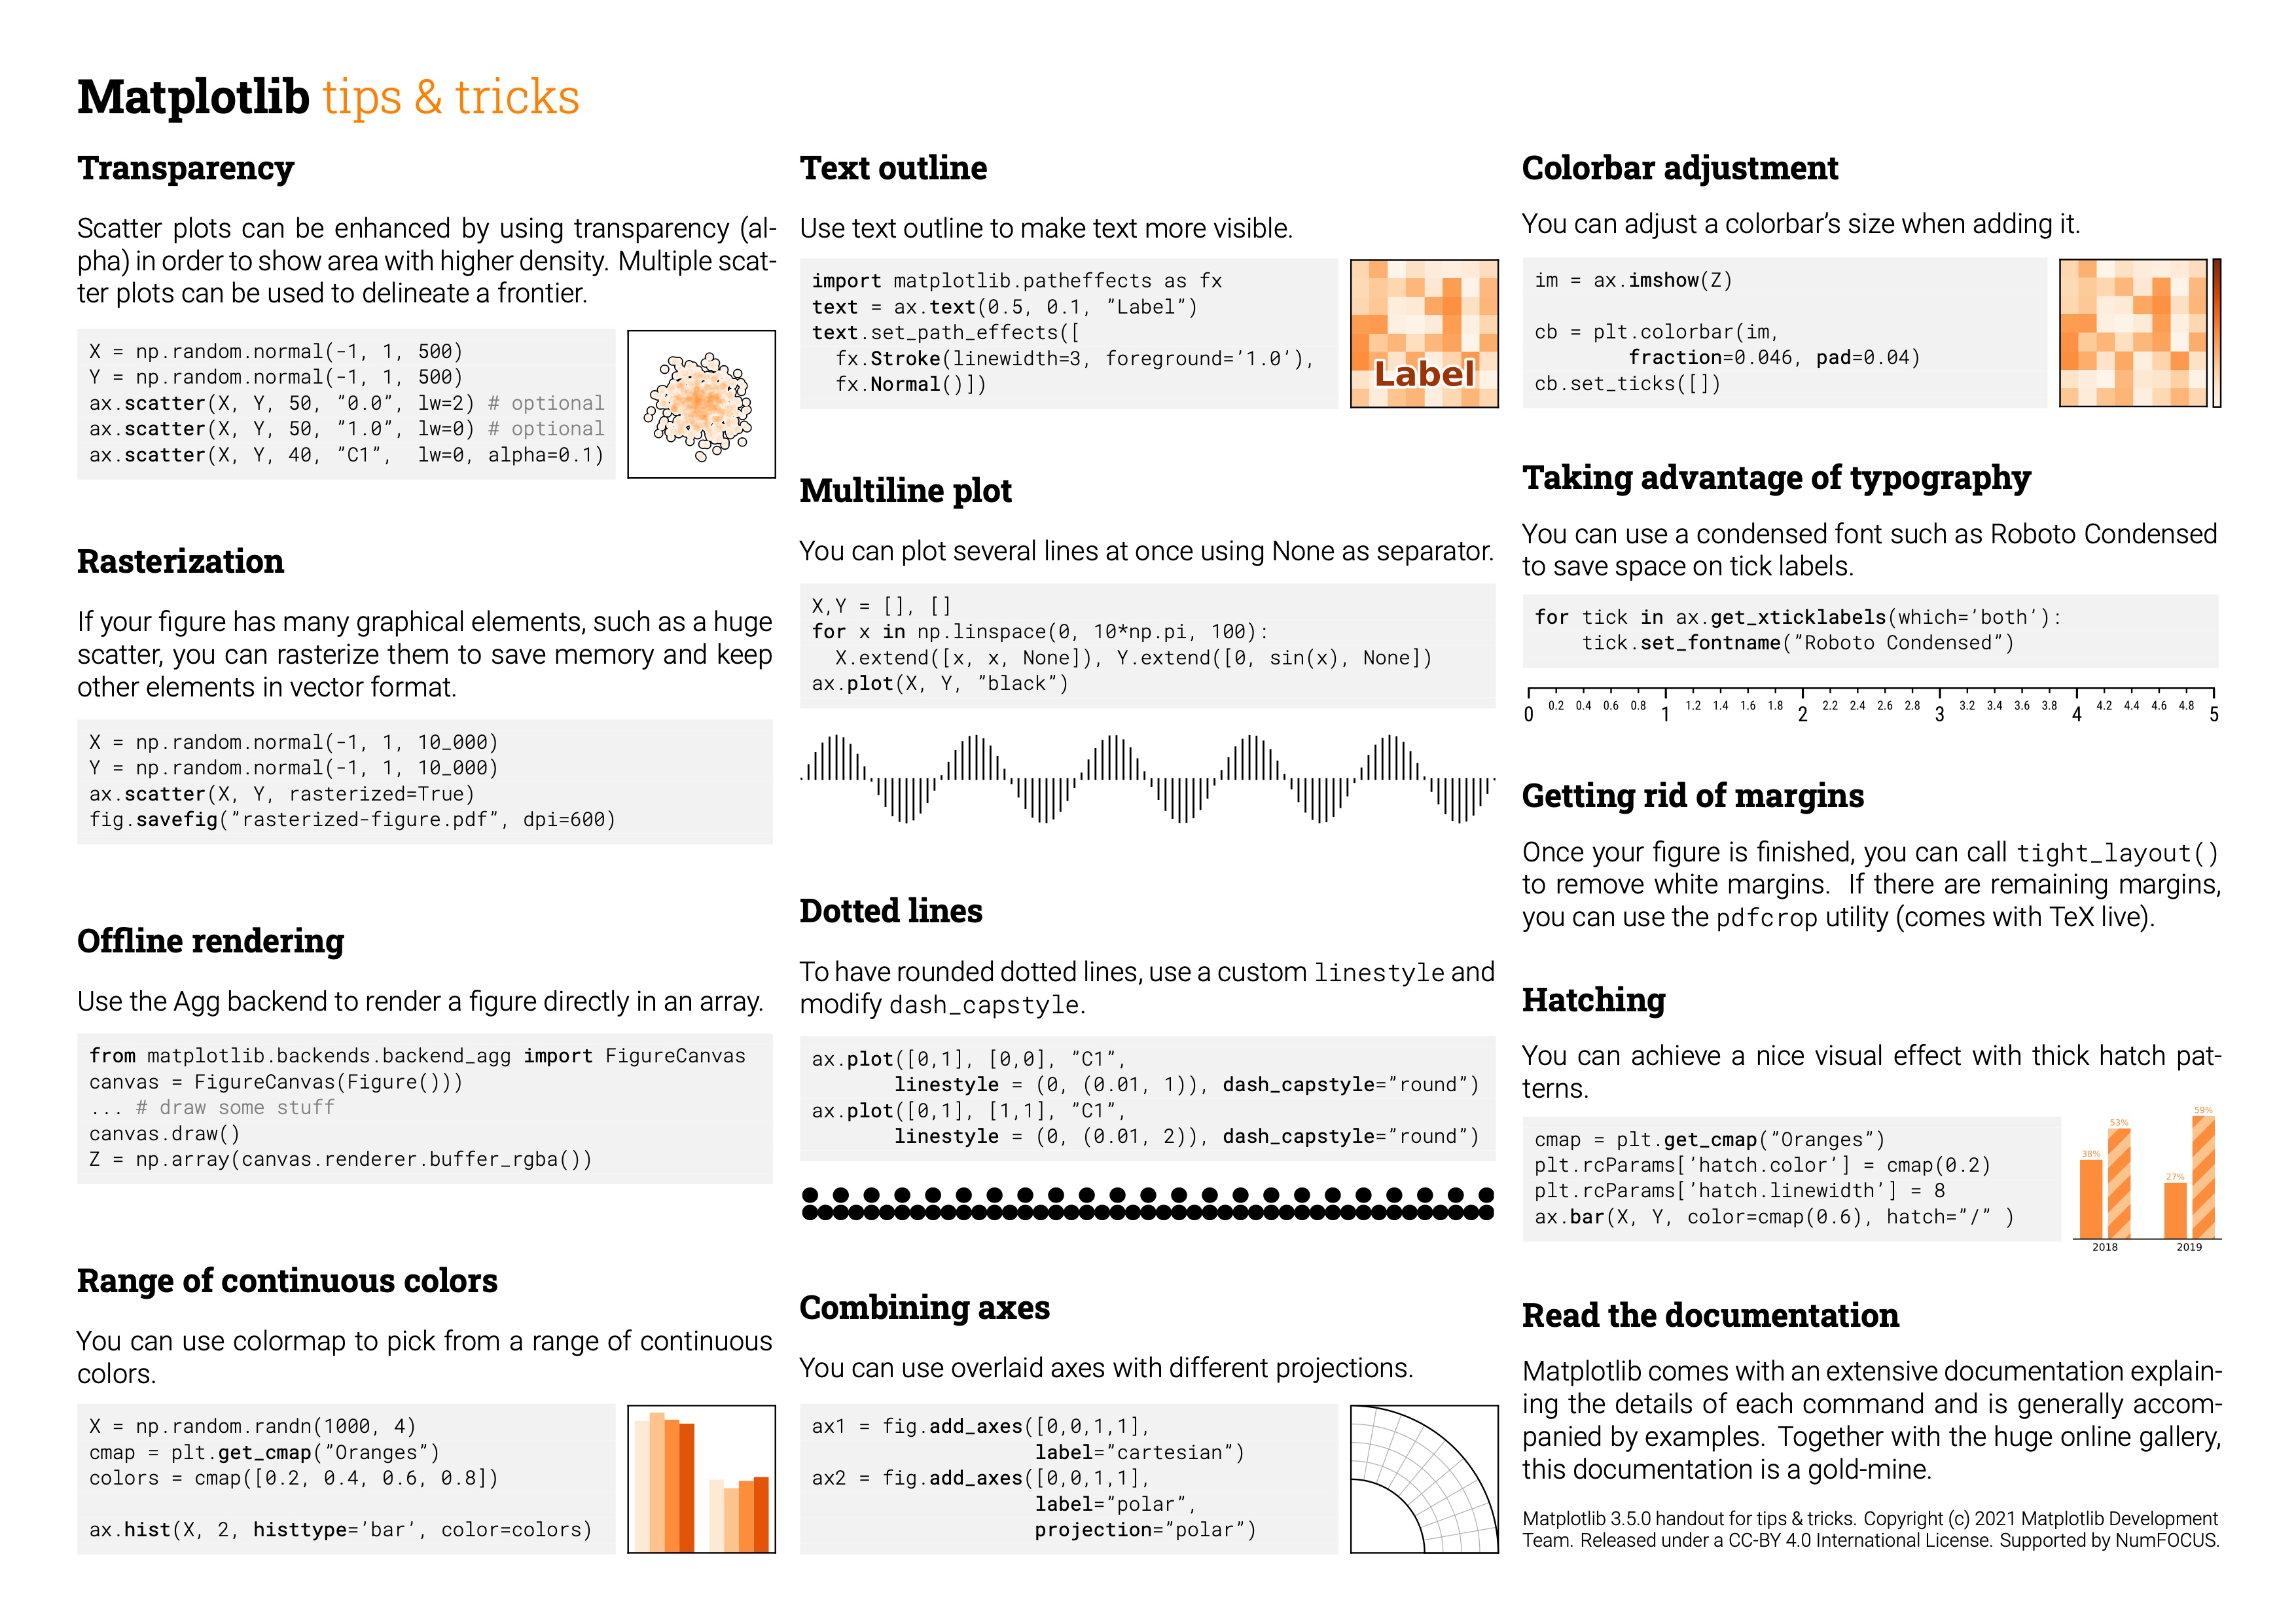 Matplotlib tips & tricks
Transparency
Scatter plots can be enhanced by using transparency (al-
pha) in order to show area with higher density. Multiple scat-
ter plots can be used to delineate a frontier.
X = np.random.normal(-1, 1, 500)
Y = np.random.normal(-1, 1, 500)
ax.scatter(X, Y, 50, "0.0", lw=2) # optional
ax.scatter(X, Y, 50, "1.0", lw=0) # optional
ax.scatter(X, Y, 40, "C1",  lw=0, alpha=0.1)
Rasterization
If your figure has many graphical elements, such as a huge
scatter, you can rasterize them to save memory and keep
other elements in vector format.
X = np.random.normal(-1, 1, 10_000)
Y = np.random.normal(-1, 1, 10_000)
ax.scatter(X, Y, rasterized=True)
fig.savefig("rasterized-figure.pdf", dpi=600)
Offline rendering
Use the Agg backend to render a figure directly in an array.
from matplotlib.backends.backend_agg import FigureCanvas
canvas = FigureCanvas(Figure()))
... # draw some stuff
canvas.draw()
Z = np.array(canvas.renderer.buffer_rgba())
Range of continuous colors
You can use colormap to pick from a range of continuous
colors.
X = np.random.randn(1000, 4)
cmap = plt.get_cmap("Oranges")
colors = cmap([0.2, 0.4, 0.6, 0.8])
ax.hist(X, 2, histtype='bar', color=colors)
Text outline
Use text outline to make text more visible.
import matplotlib.patheffects as fx
text = ax.text(0.5, 0.1, "Label")
text.set_path_effects([
  fx.Stroke(linewidth=3, foreground='1.0'),
  fx.Normal()])
Label
Multiline plot
You can plot several lines at once using None as separator.
X,Y = [], []
for x in np.linspace(0, 10*np.pi, 100):
  X.extend([x, x, None]), Y.extend([0, sin(x), None])
ax.plot(X, Y, "black")
Dotted lines
To have rounded dotted lines, use a custom linestyle and
modify dash_capstyle.
ax.plot([0,1], [0,0], "C1",
       linestyle = (0, (0.01, 1)), dash_capstyle="round")
ax.plot([0,1], [1,1], "C1",
       linestyle = (0, (0.01, 2)), dash_capstyle="round")
Combining axes
You can use overlaid axes with different projections.
ax1 = fig.add_axes([0,0,1,1],
                   label="cartesian")
ax2 = fig.add_axes([0,0,1,1],
                   label="polar",
                   projection="polar")
Colorbar adjustment
You can adjust a colorbar's size when adding it.
im = ax.imshow(Z)
cb = plt.colorbar(im,
        fraction=0.046, pad=0.04)
cb.set_ticks([])
Taking advantage of typography
You can use a condensed font such as Roboto Condensed
to save space on tick labels.
for tick in ax.get_xticklabels(which='both'):
    tick.set_fontname("Roboto Condensed")
0 0.2 0.4 0.6 0.8 1 1.2 1.4 1.6 1.8 2 2.2 2.4 2.6 2.8 3 3.2 3.4 3.6 3.8 4 4.2 4.4 4.6 4.8 5
Getting rid of margins
Once your figure is finished, you can call tight_layout()
to remove white margins. If there are remaining margins,
you can use the pdfcrop utility (comes with TeX live).
Hatching
You can achieve a nice visual effect with thick hatch pat-
terns.
cmap = plt.get_cmap("Oranges")
plt.rcParams['hatch.color'] = cmap(0.2)
plt.rcParams['hatch.linewidth'] = 8
ax.bar(X, Y, color=cmap(0.6), hatch="/" )
38% 53% 27% 59%
2018 2019
Read the documentation
Matplotlib comes with an extensive documentation explain-
ing the details of each command and is generally accom-
panied by examples. Together with the huge online gallery,
this documentation is a gold-mine.
Matplotlib 3.5.0 handout for tips & tricks. Copyright (c) 2021 Matplotlib Development
Team. Released under a CC-BY 4.0 International License. Supported by NumFOCUS.